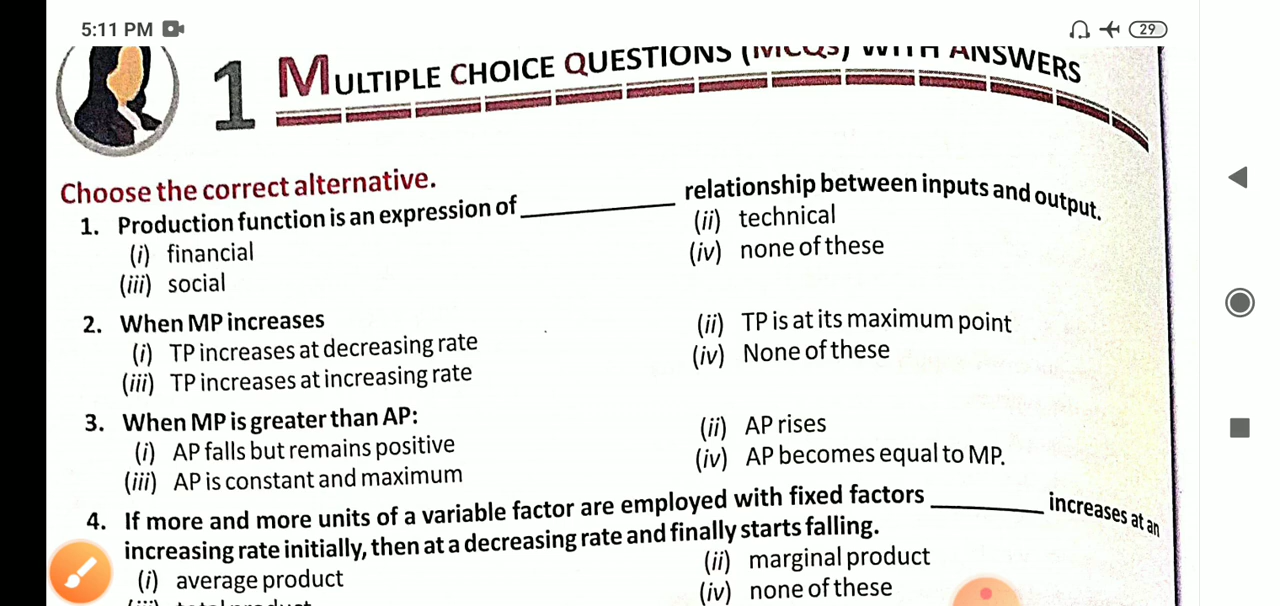 5:11 PM
29
1 MULTIPLE CHOICE QUESTIONS (MCQs) WITH ANSWERS
Choose the correct alternative.
1. Production function is an expression of __________ relationship between inputs and output.
(i) financial (ii) technical
(iii) social (iv) none of these
2. When MP increases
(i) TP increases at decreasing rate (ii) TP is at its maximum point
(iii) TP increases at increasing rate (iv) None of these
3. When MP is greater than AP:
(i) AP falls but remains positive (ii) AP rises
(iii) AP is constant and maximum (iv) AP becomes equal to MP.
4. If more and more units of a variable factor are employed with fixed factors __________ increases at an
increasing rate initially, then at a decreasing rate and finally starts falling.
(i) average product (ii) marginal product
(iv) none of these